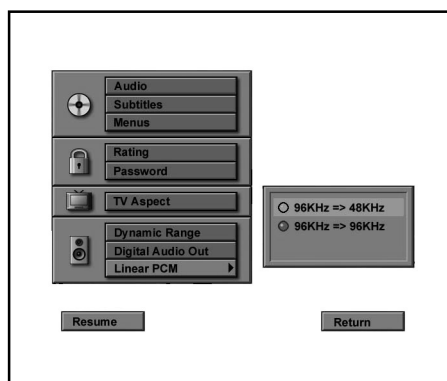 Audio
Subtitles
Menus
Rating
Password
TV Aspect
Dynamic Range
Digital Audio Out
Linear PCM
96KHz => 48KHz
96KHz => 96KHz
Resume
Return